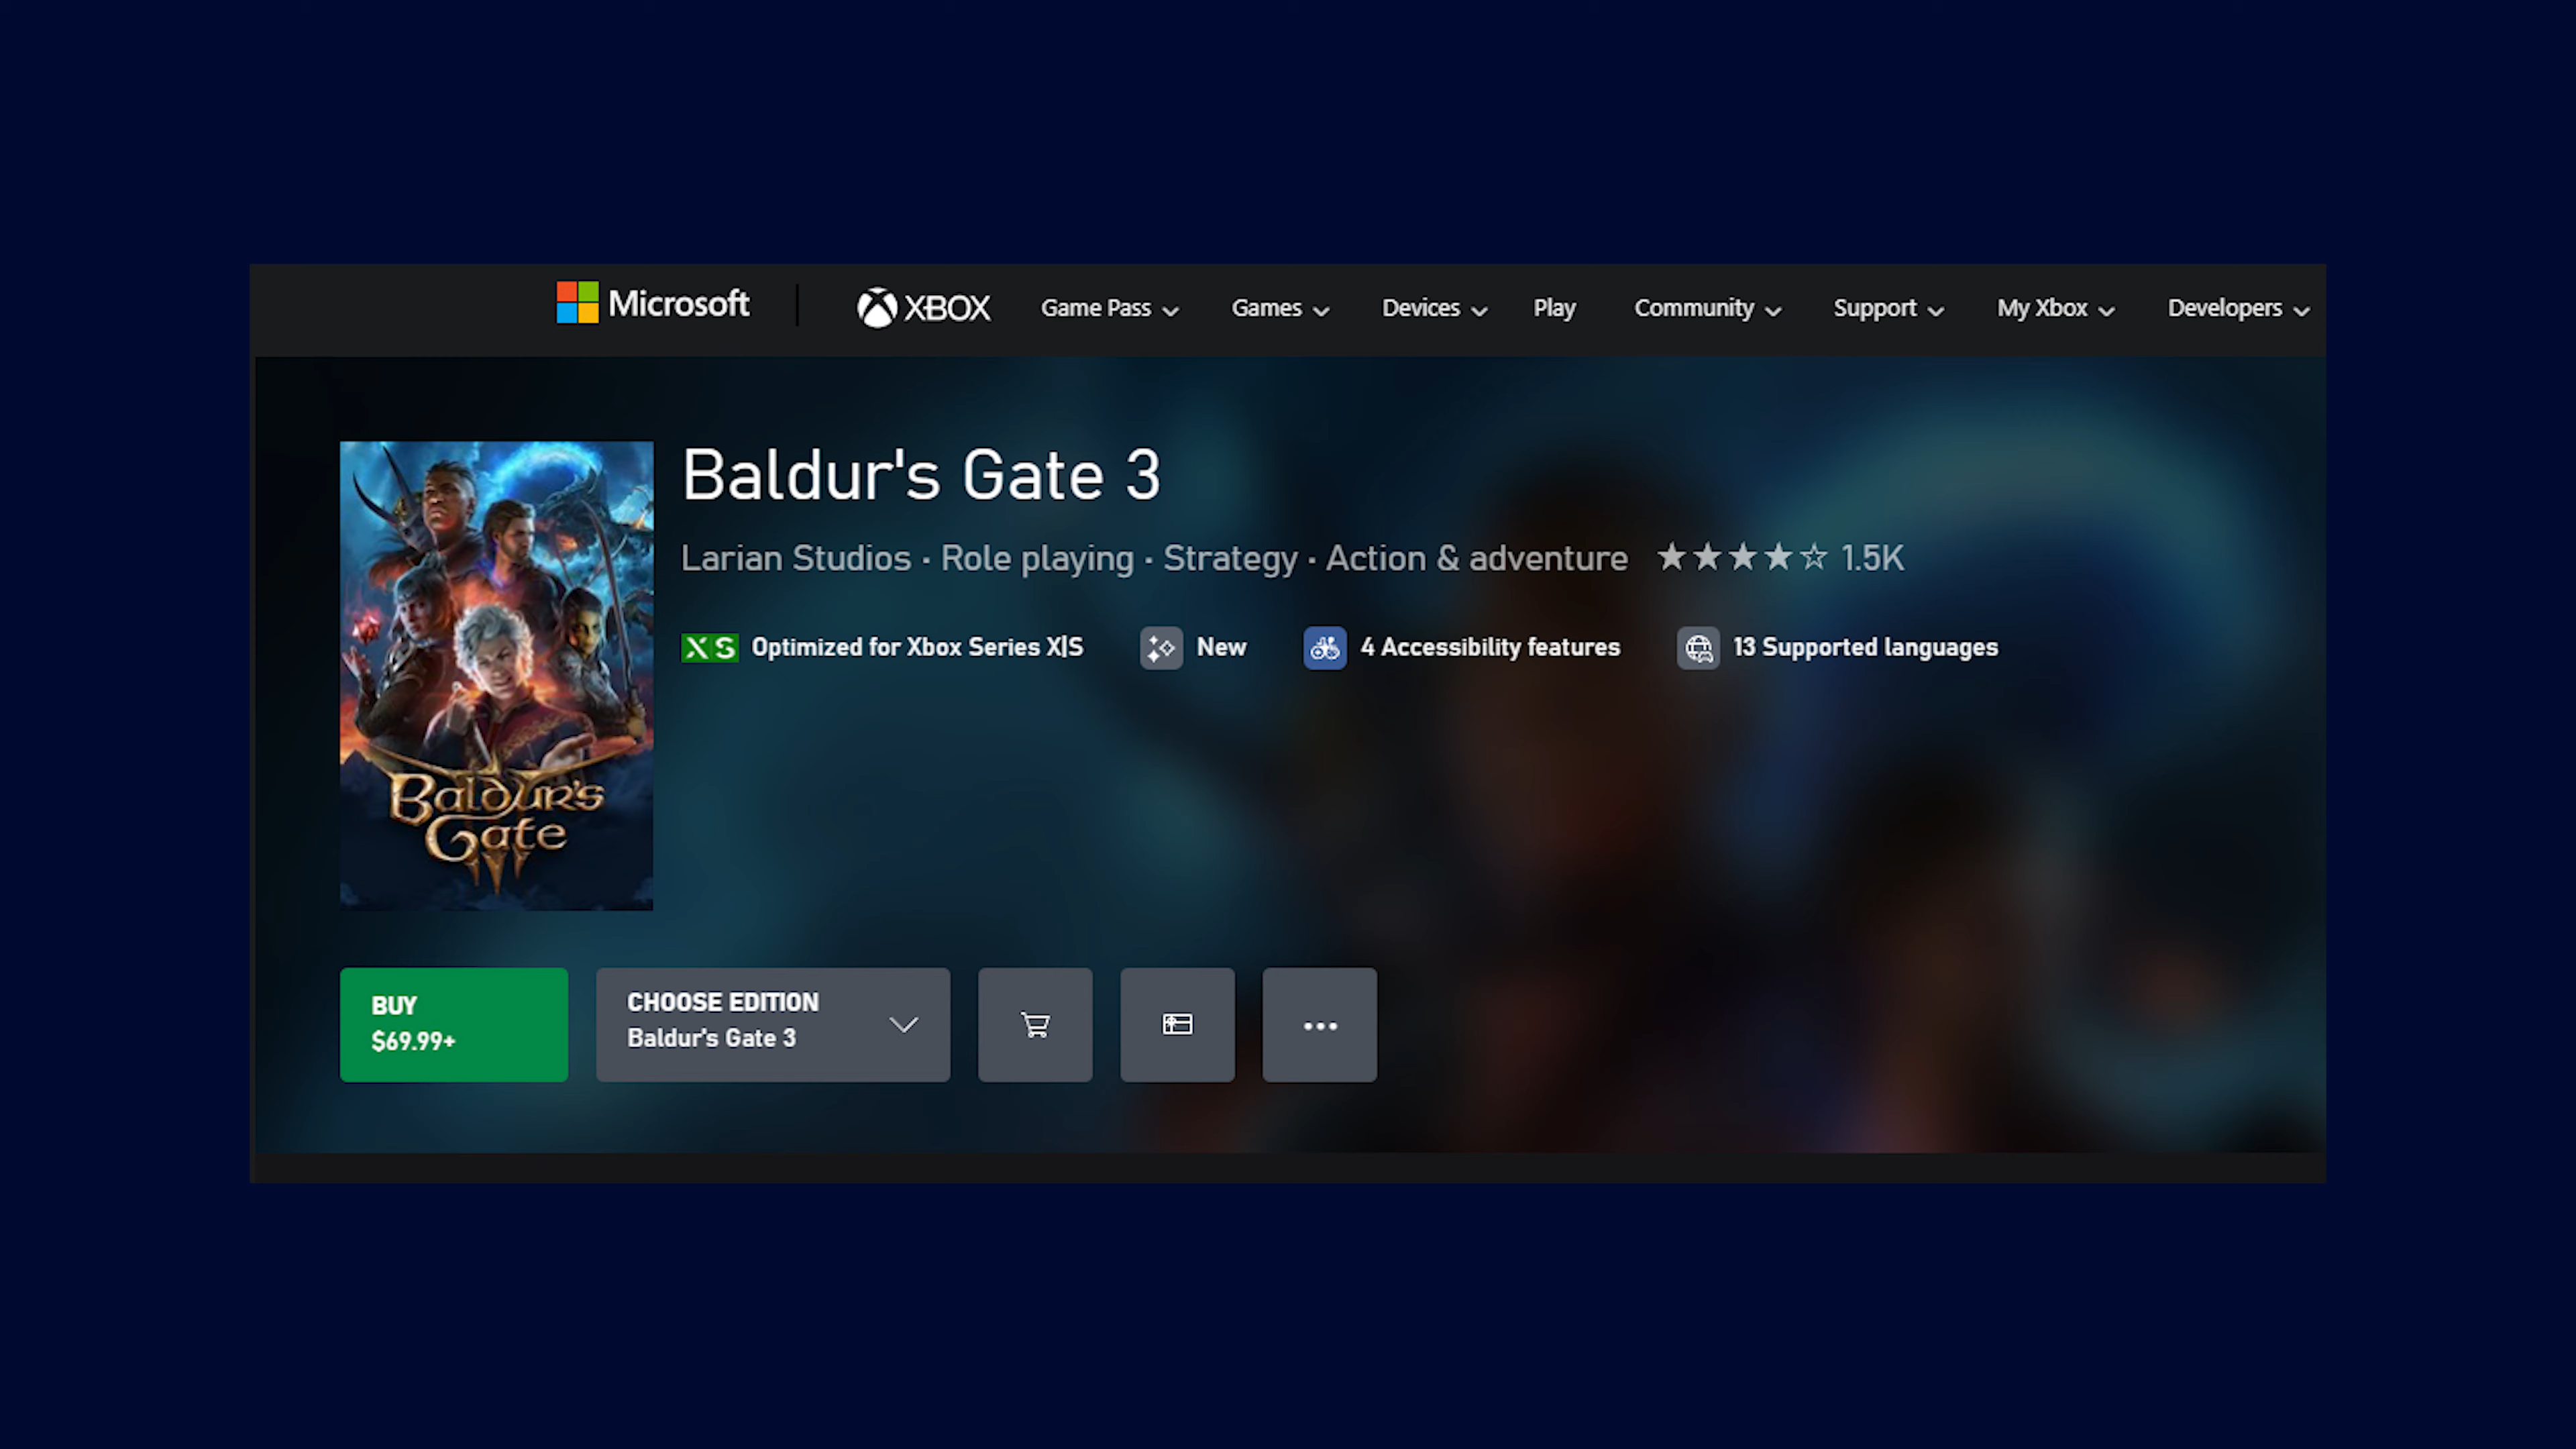 Microsoft XBOX Game Pass Games Devices Play Community Support My Xbox Developers
Baldur's Gate 3
Larian Studios · Role playing · Strategy · Action & adventure ★★★★☆ 1.5K
XS Optimized for Xbox Series X|S New 4 Accessibility features 13 Supported languages
Baldur's
Gate
III
BUY
$69.99+
CHOOSE EDITION
Baldur's Gate 3